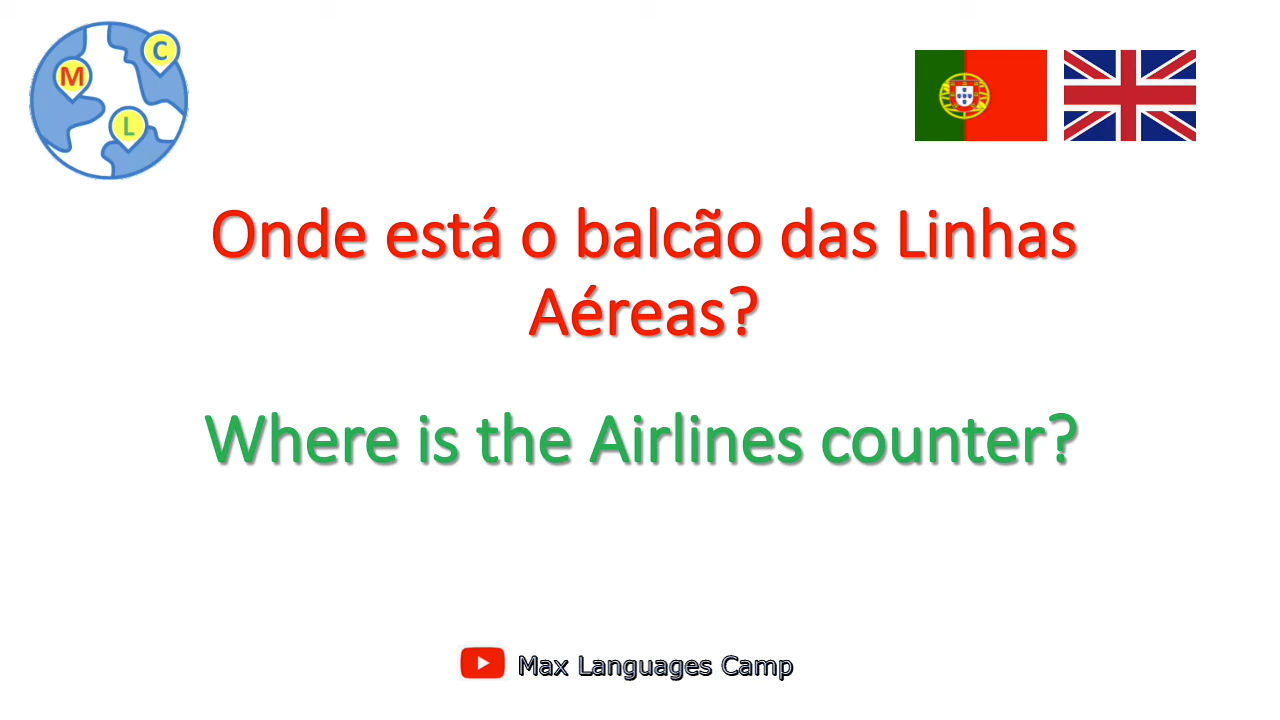 M
C
L
Onde está o balcão das Linhas
Aéreas?
Where is the Airlines counter?
Max Languages Camp